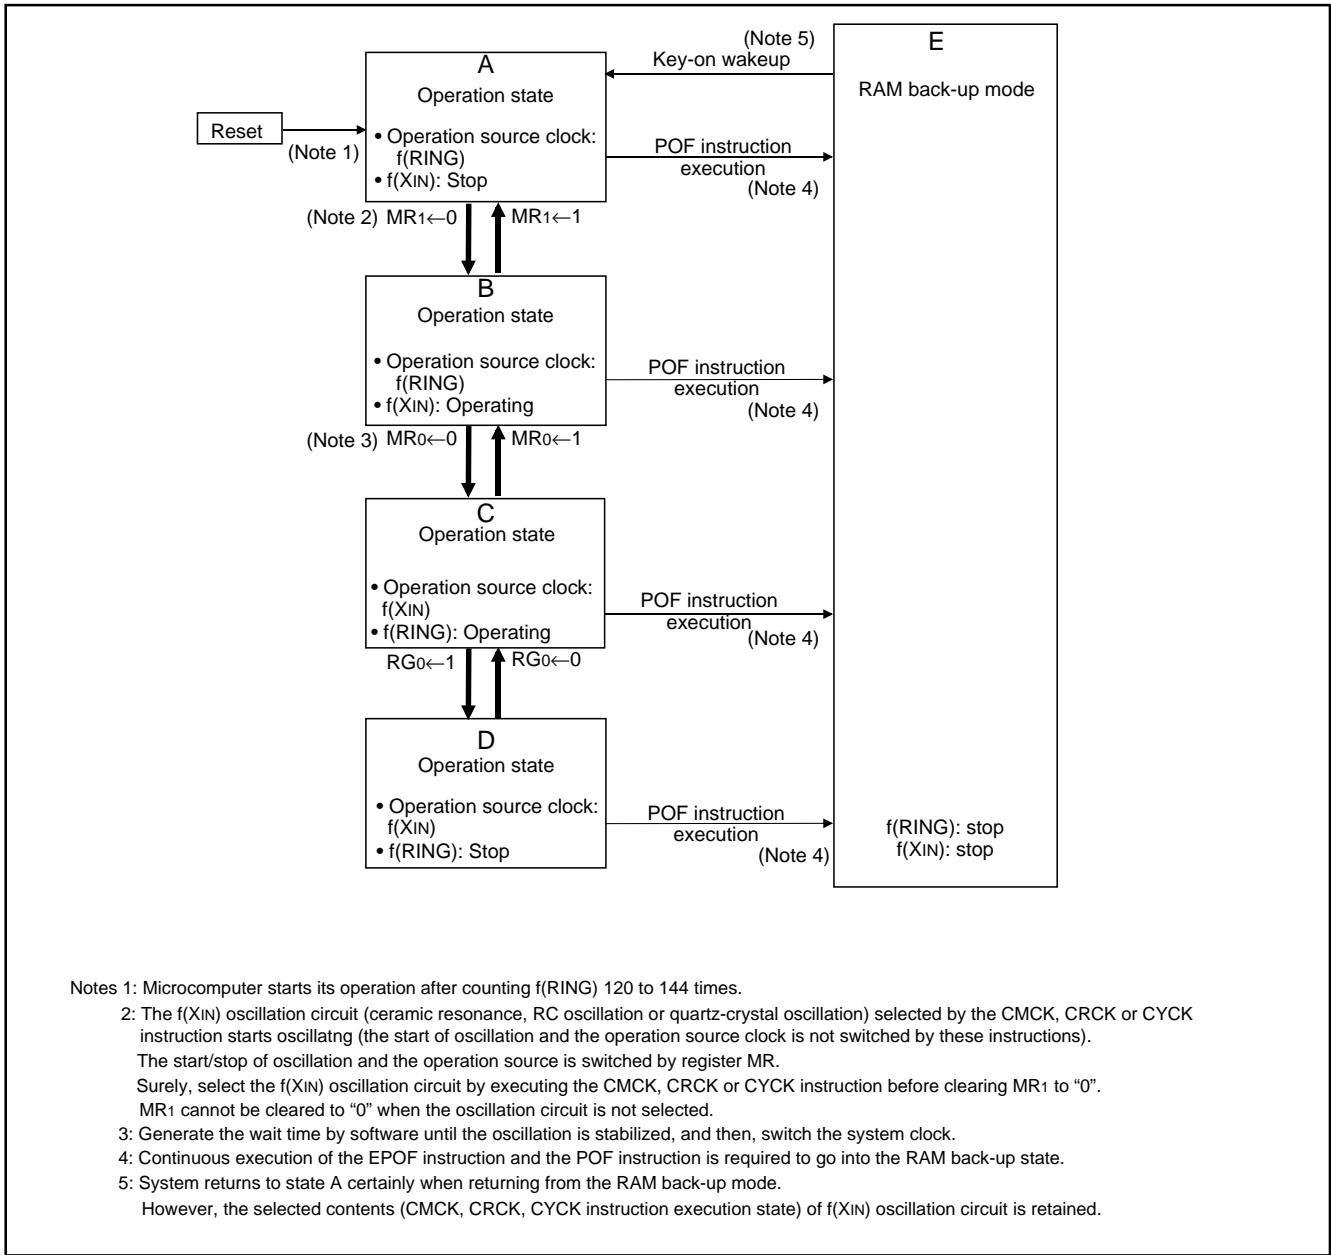 (Note 5)
Key-on wakeup
E
RAM back-up mode
A
Operation state
• Operation source clock:
f(RING)
• f(XIN): Stop
Reset
(Note 1)
POF instruction
execution
(Note 4)
(Note 2) MR1←0
MR1←1
B
Operation state
• Operation source clock:
f(RING)
• f(XIN): Operating
POF instruction
execution
(Note 4)
(Note 3) MR0←0
MR0←1
C
Operation state
• Operation source clock:
f(XIN)
• f(RING): Operating
POF instruction
execution
(Note 4)
RG0←1
RG0←0
D
Operation state
• Operation source clock:
f(XIN)
• f(RING): Stop
POF instruction
execution
(Note 4)
f(RING): stop
f(XIN): stop
Notes 1: Microcomputer starts its operation after counting f(RING) 120 to 144 times.
2: The f(XIN) oscillation circuit (ceramic resonance, RC oscillation or quartz-crystal oscillation) selected by the CMCK, CRCK or CYCK
instruction starts oscillatng (the start of oscillation and the operation source clock is not switched by these instructions).
The start/stop of oscillation and the operation source is switched by register MR.
Surely, select the f(XIN) oscillation circuit by executing the CMCK, CRCK or CYCK instruction before clearing MR1 to “0”.
MR1 cannot be cleared to “0” when the oscillation circuit is not selected.
3: Generate the wait time by software until the oscillation is stabilized, and then, switch the system clock.
4: Continuous execution of the EPOF instruction and the POF instruction is required to go into the RAM back-up state.
5: System returns to state A certainly when returning from the RAM back-up mode.
However, the selected contents (CMCK, CRCK, CYCK instruction execution state) of f(XIN) oscillation circuit is retained.